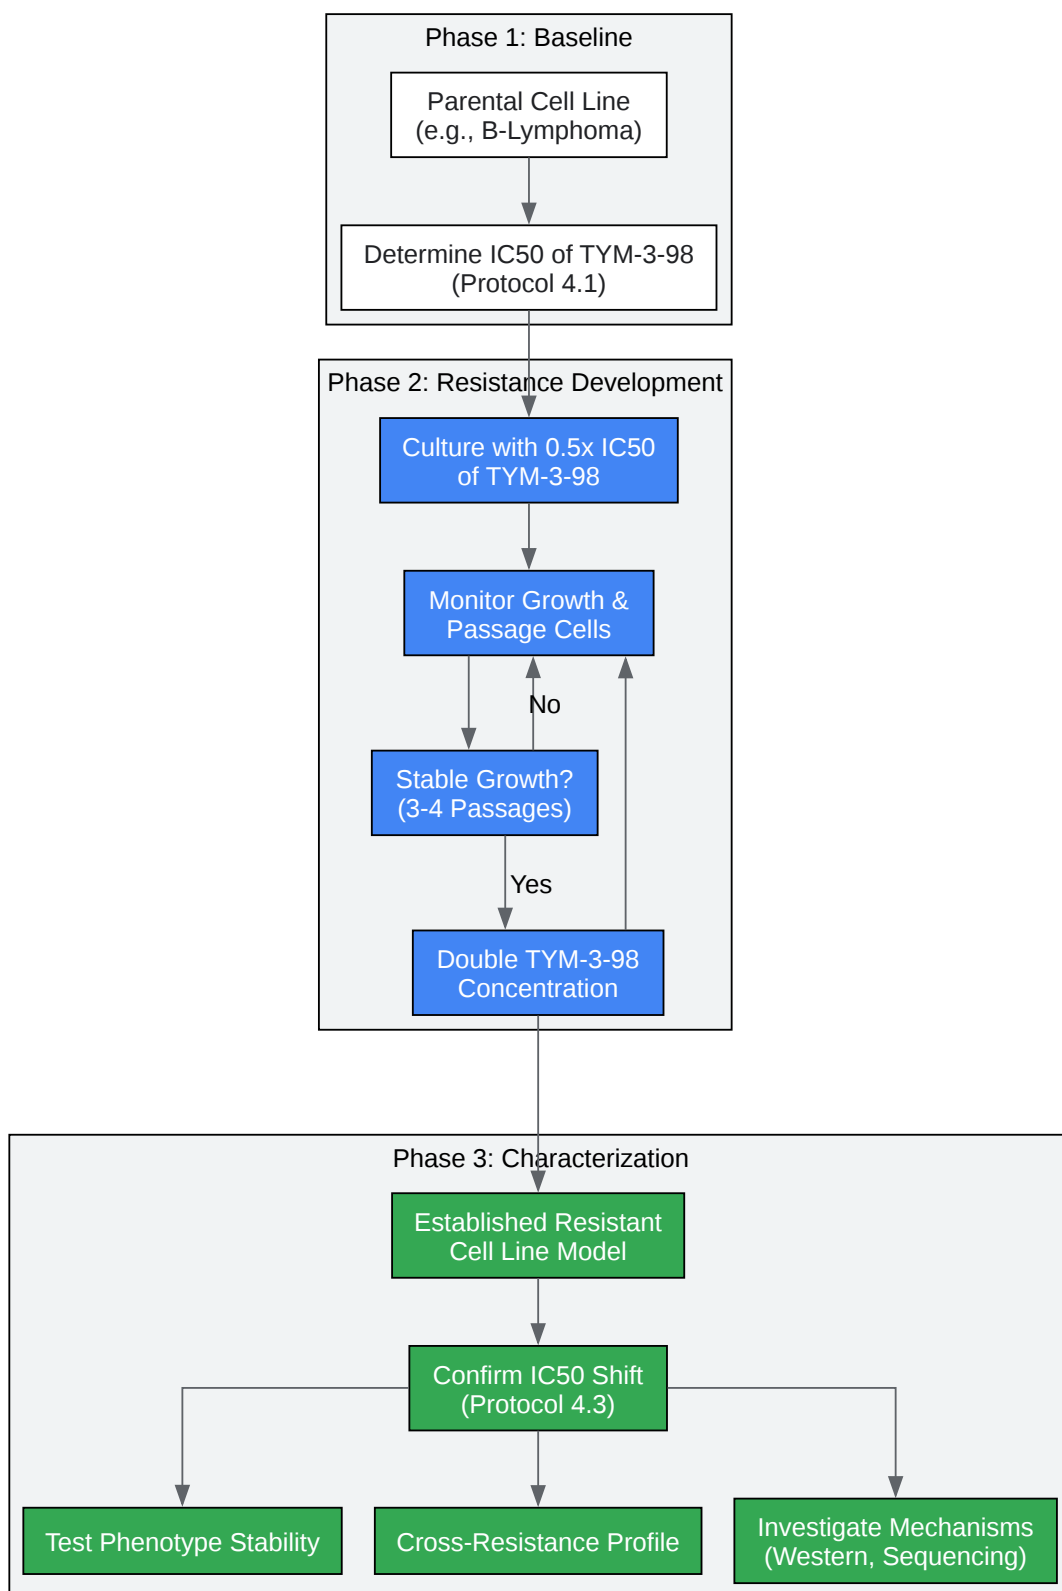 Phase 1: Baseline
Parental Cell Line
(e.g., B-Lymphoma)
Determine IC50 of TYM-3-98
(Protocol 4.1)
Phase 2: Resistance Development
Culture with 0.5x IC50
of TYM-3-98
Monitor Growth &
Passage Cells
No
Stable Growth?
(3-4 Passages)
Yes
Double TYM-3-98
Concentration
Phase 3: Characterization
Established Resistant
Cell Line Model
Confirm IC50 Shift
(Protocol 4.3)
Test Phenotype Stability
Cross-Resistance Profile
Investigate Mechanisms
(Western, Sequencing)